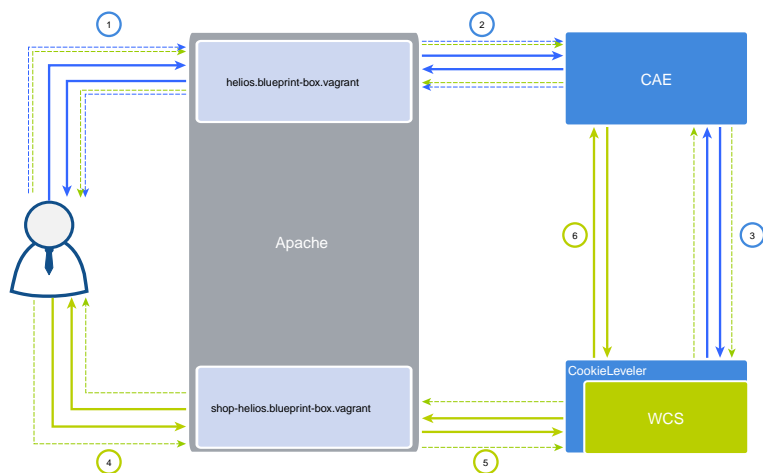 1
2
helios.blueprint-box.vagrant
CAE
Apache
6
3
CookieLeveler
shop-helios.blueprint-box.vagrant
WCS
4
5